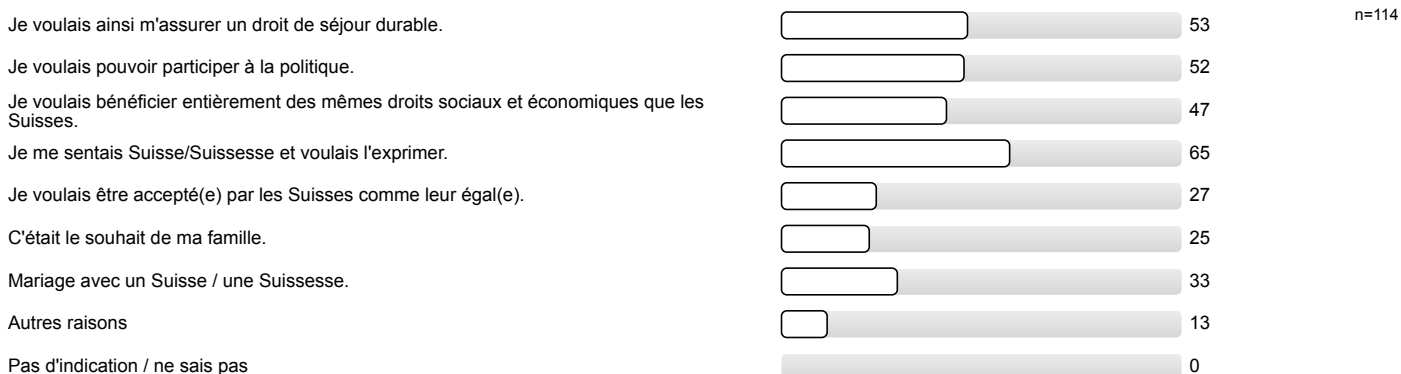 Je voulais ainsi m'assurer un droit de séjour durable. 53 n=114
Je voulais pouvoir participer à la politique. 52
Je voulais bénéficier entièrement des mêmes droits sociaux et économiques que les
Suisses. 47
Je me sentais Suisse/Suissesse et voulais l'exprimer. 65
Je voulais être accepté(e) par les Suisses comme leur égal(e). 27
C'était le souhait de ma famille. 25
Mariage avec un Suisse / une Suissesse. 33
Autres raisons 13
Pas d'indication / ne sais pas 0